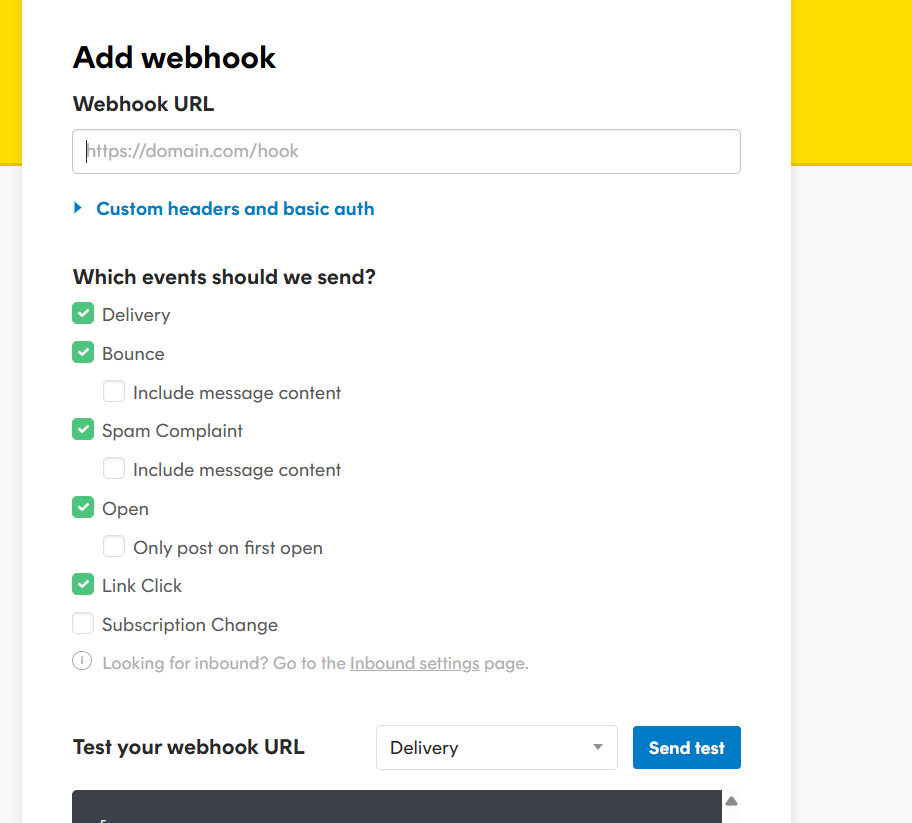 Add webhook
Webhook URL
https://domain.com/hook
Custom headers and basic auth
Which events should we send?
Delivery
Bounce
Include message content
Spam Complaint
Include message content
Open
Only post on first open
Link Click
Subscription Change
Looking for inbound? Go to the Inbound settings page.
Test your webhook URL Delivery Send test